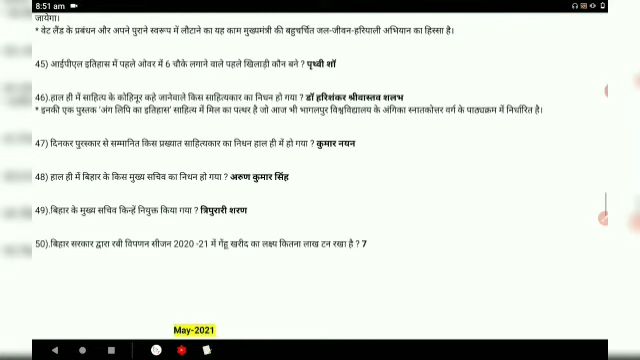 8:51 am
जायेगा।
* वेट लैंड के प्रबंधन और अपने पुराने स्वरूप में लौटाने का यह काम मुख्यमंत्री की बहुचर्चित जल-जीवन-हरियाली अभियान का हिस्सा है।
45) आईपीएल इतिहास में पहले ओवर में 6 चौके लगाने वाले पहले खिलाड़ी कौन बने ? पृथ्वी शॉ
46).हाल ही में साहित्य के कोहिनूर कहे जानेवाले किस साहित्यकार का निधन हो गया ? डॉ हरिशंकर श्रीवास्तव शलभ
* इनकी एक पुस्तक 'अंग लिपि का इतिहास' साहित्य में मिल का पत्थर है जो आज भी भागलपुर विश्वविद्यालय के अंगिका स्नातकोत्तर वर्ग के पाठ्यक्रम में निर्धारित है।
47) दिनकर पुरस्कार से सम्मानित किस प्रख्यात साहित्यकार का निधन हाल ही में हो गया ? कुमार नयन
48) हाल ही में बिहार के किस मुख्य सचिव का निधन हो गया ? अरुण कुमार सिंह
49).बिहार के मुख्य सचिव किन्हें नियुक्त किया गया ? त्रिपुरारी शरण
50).बिहार सरकार द्वारा रबी विपणन सीजन 2020 -21 में गेंहू खरीद का लक्ष्य कितना लाख टन रखा है ? 7
May-2021